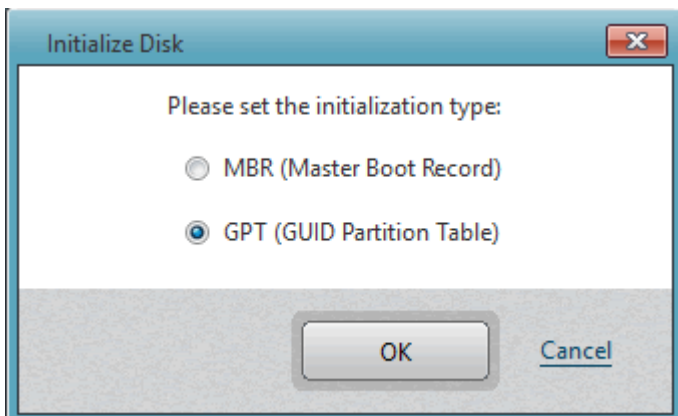 Initialize Disk
Please set the initialization type:
MBR (Master Boot Record)
GPT (GUID Partition Table)
OK
Cancel